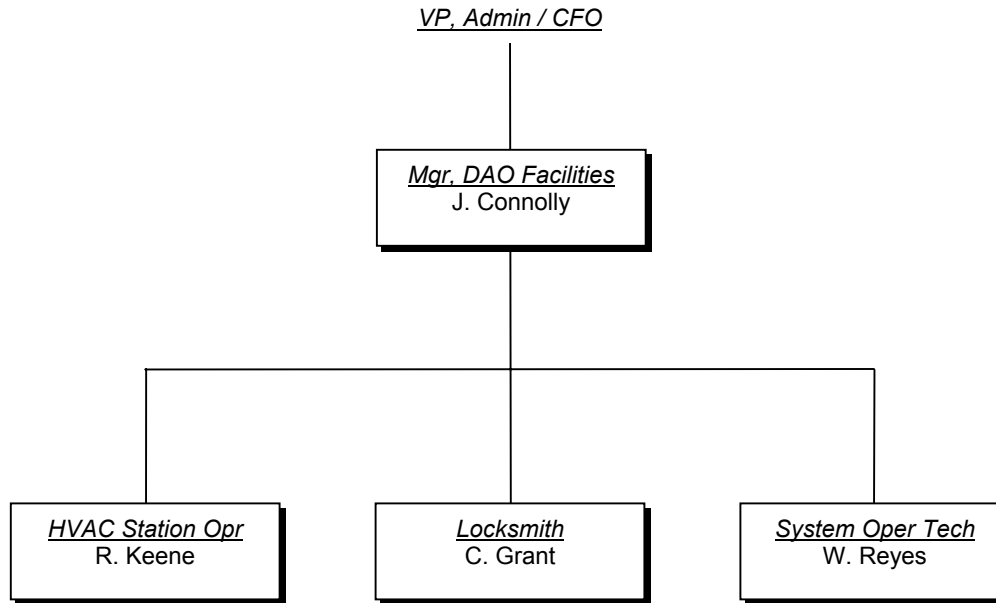 VP, Admin / CFO
Mgr, DAO Facilities
J. Connolly
HVAC Station Opr
R. Keene
Locksmith
C. Grant
System Oper Tech
W. Reyes